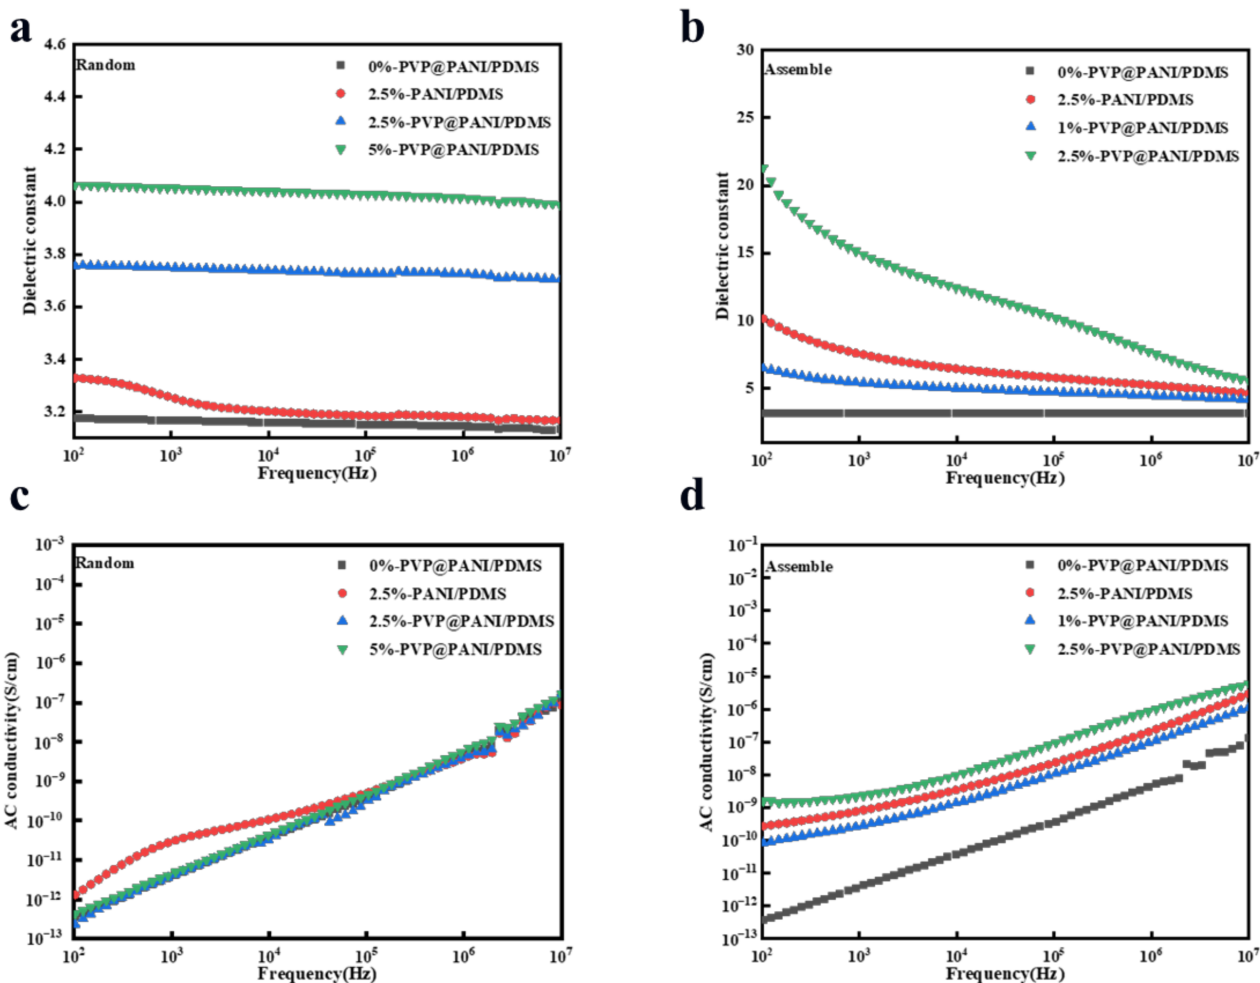 a
4.6
4.4
4.2
4.0
3.8
3.6
3.4
3.2
Dielectric constant
Random
0%-PVP@PANI/PDMS
2.5%-PANI/PDMS
2.5%-PVP@PANI/PDMS
5%-PVP@PANI/PDMS
10² 10³ 10⁴ 10⁵ 10⁶ 10⁷
Frequency(Hz)
b
30
25
20
15
10
5
Dielectric constant
Assemble
0%-PVP@PANI/PDMS
2.5%-PANI/PDMS
1%-PVP@PANI/PDMS
2.5%-PVP@PANI/PDMS
10² 10³ 10⁴ 10⁵ 10⁶ 10⁷
Frequency(Hz)
c
10⁻³
10⁻⁴
10⁻⁵
10⁻⁶
10⁻⁷
10⁻⁸
10⁻⁹
10⁻¹⁰
10⁻¹¹
10⁻¹²
10⁻¹³
AC conductivity(S/cm)
Random
0%-PVP@PANI/PDMS
2.5%-PANI/PDMS
2.5%-PVP@PANI/PDMS
5%-PVP@PANI/PDMS
10² 10³ 10⁴ 10⁵ 10⁶ 10⁷
Frequency(Hz)
d
10⁻¹
10⁻²
10⁻³
10⁻⁴
10⁻⁵
10⁻⁶
10⁻⁷
10⁻⁸
10⁻⁹
10⁻¹⁰
10⁻¹¹
10⁻¹²
10⁻¹³
AC conductivity(S/cm)
Assemble
0%-PVP@PANI/PDMS
2.5%-PANI/PDMS
1%-PVP@PANI/PDMS
2.5%-PVP@PANI/PDMS
10² 10³ 10⁴ 10⁵ 10⁶ 10⁷
Frequency(Hz)